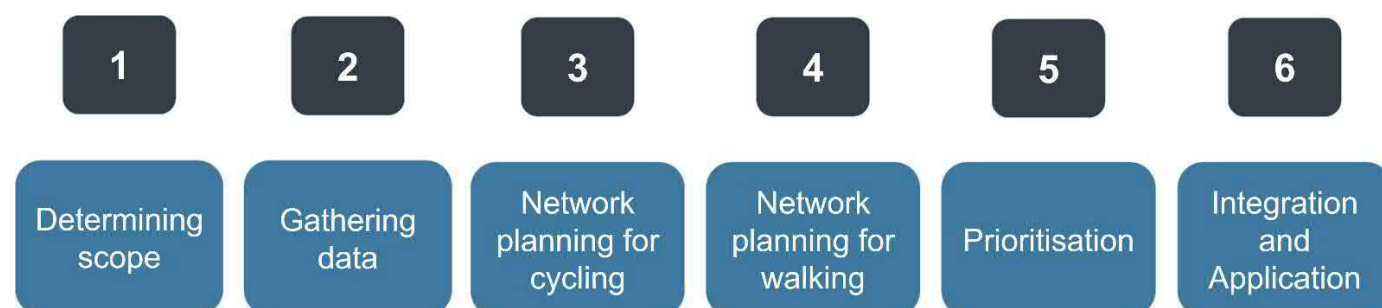 1
2
3
4
5
6
Determining
scope
Gathering
data
Network
planning for
cycling
Network
planning for
walking
Prioritisation
Integration
and
Application